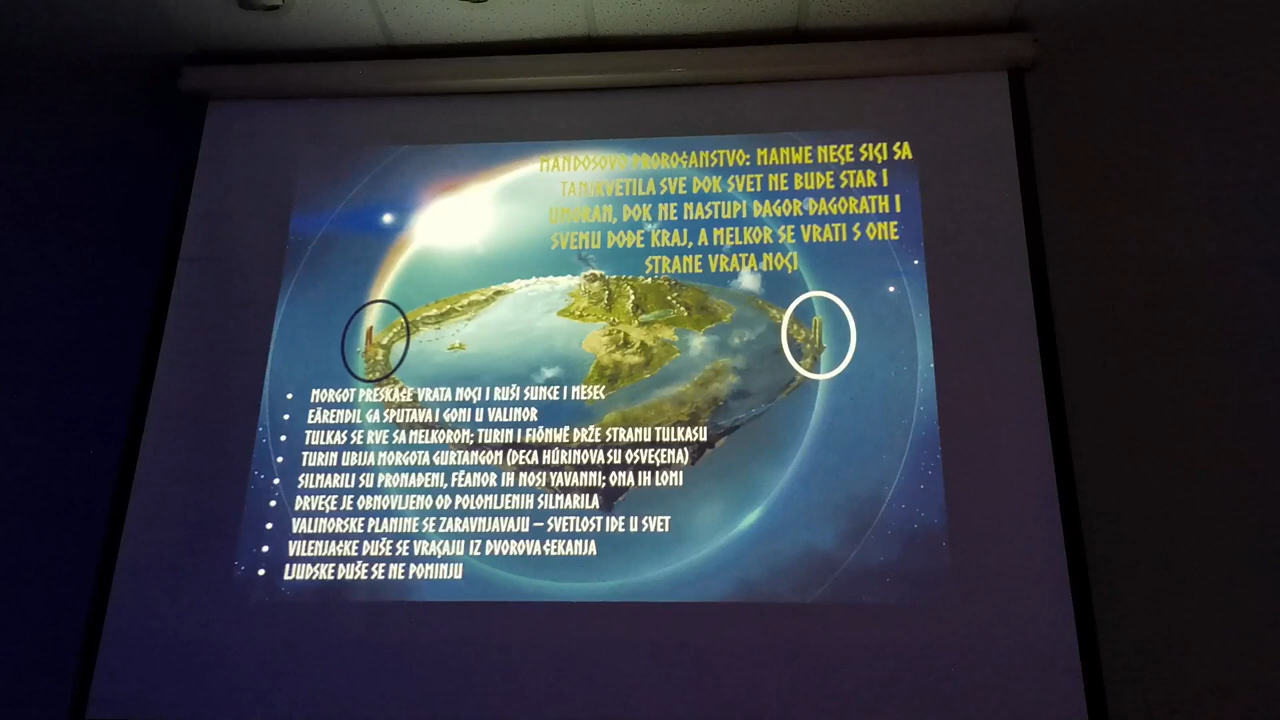 MANDOSOVO PROROČANSTVO: MANWE NEĆE SIĆI SA
TANIKVETILA SVE DOK SVET NE BUDE STAR I
UMORAN, DOK NE NASTUPI DAGOR DAGORATH I
SVEMU DOĐE KRAJ, A MELKOR SE VRATI S ONE
STRANE VRATA NOĆI
• MORGOT PRESKAČE VRATA NOĆI I RUŠI SUNCE I MESEC
• EÄRENDIL GA SPUTAVA I GONI U VALINOR
• TULKAS SE RVE SA MELKOROM; TURIN I FIÖNWË DRŽE STRANU TULKASU
• TURIN UBIJA MORGOTA GURTANGOM (DECA HÚRINOVA SU OSVEĆENA)
• SILMARILI SU PRONAĐENI, FËANOR IH NOSI YAVANNI; ONA IH LOMI
• DRVEĆE JE OBNOVLJENO OD POLOMLJENIH SILMARILA
• VALINORSKE PLANINE SE ZARAVNJAVAJU – SVETLOST IDE U SVET
• VILENJAČKE DUŠE SE VRAĆAJU IZ DVOROVA ČEKANJA
• LJUDSKE DUŠE SE NE POMINJU